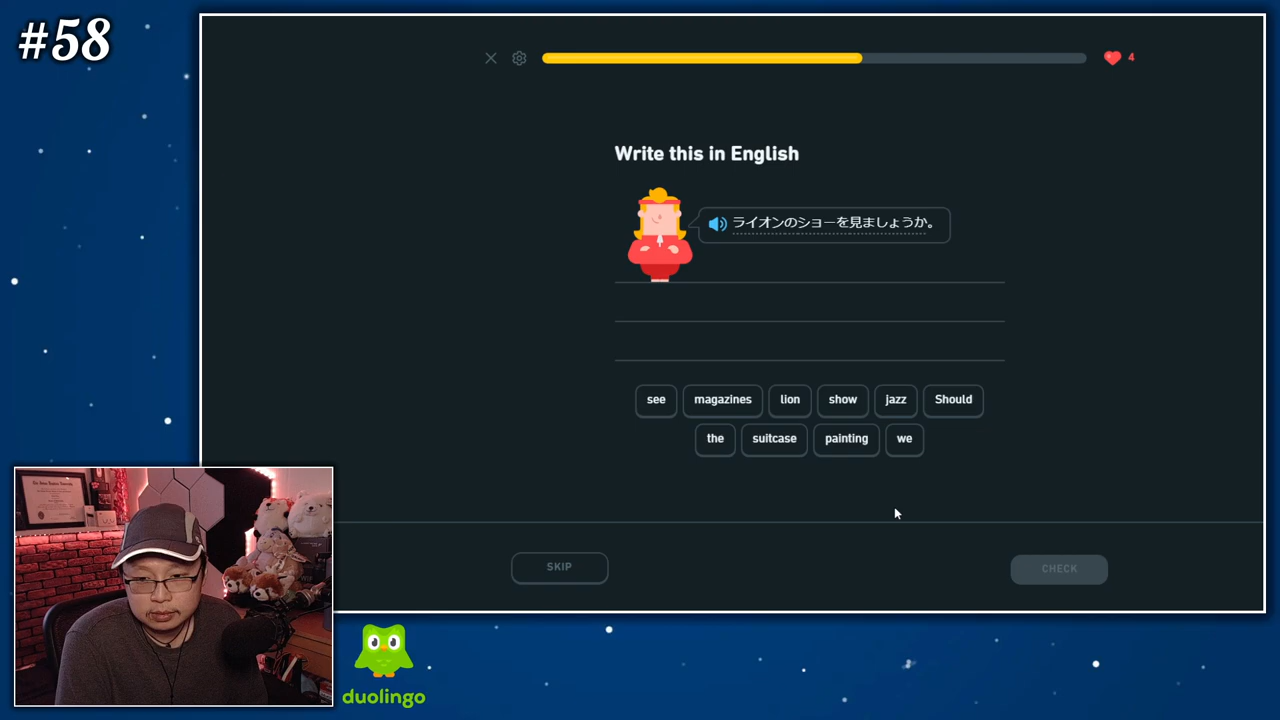 #58
4
Write this in English
ライオンのショーを見ましょうか。
see magazines lion show jazz Should
the suitcase painting we
SKIP
CHECK
duolingo